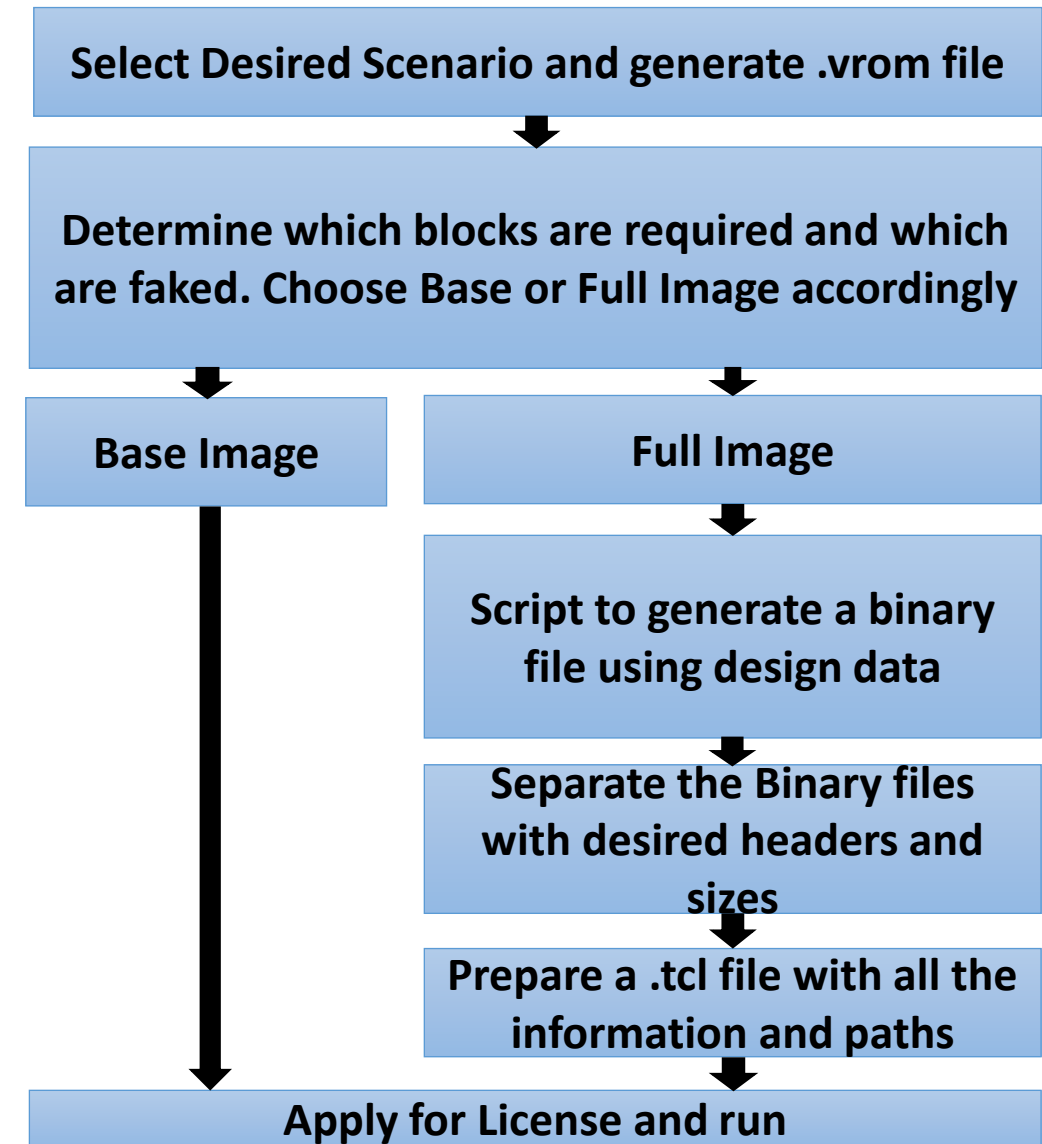 Select Desired Scenario and generate .vrom file
Determine which blocks are required and which
are faked. Choose Base or Full Image accordingly
Base Image
Full Image
Script to generate a binary
file using design data
Separate the Binary files
with desired headers and
sizes
Prepare a .tcl file with all the
information and paths
Apply for License and run